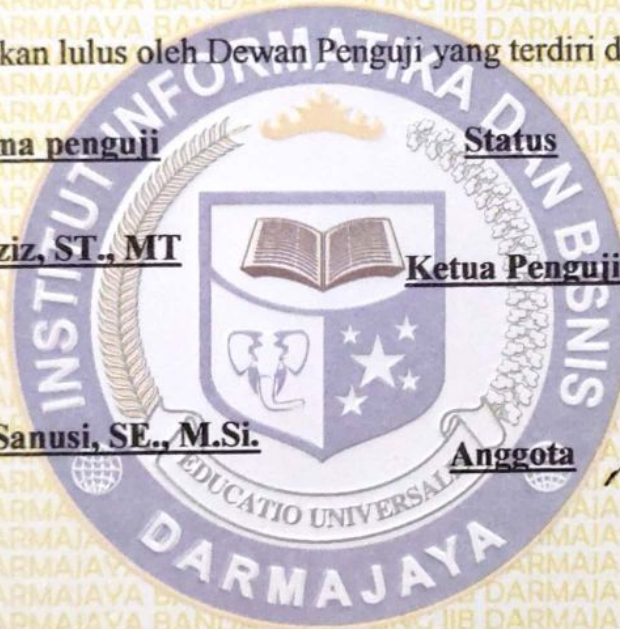 kan lulus oleh Dewan Penguji yang terdiri d
ma penguji Status
ziz, ST., MT Ketua Penguji
Sanusi, SE., M.Si. Anggota
INSTITUT INFORMATIKA DAN BISNIS
EDUCATIO UNIVERSAL
DARMAJAYA